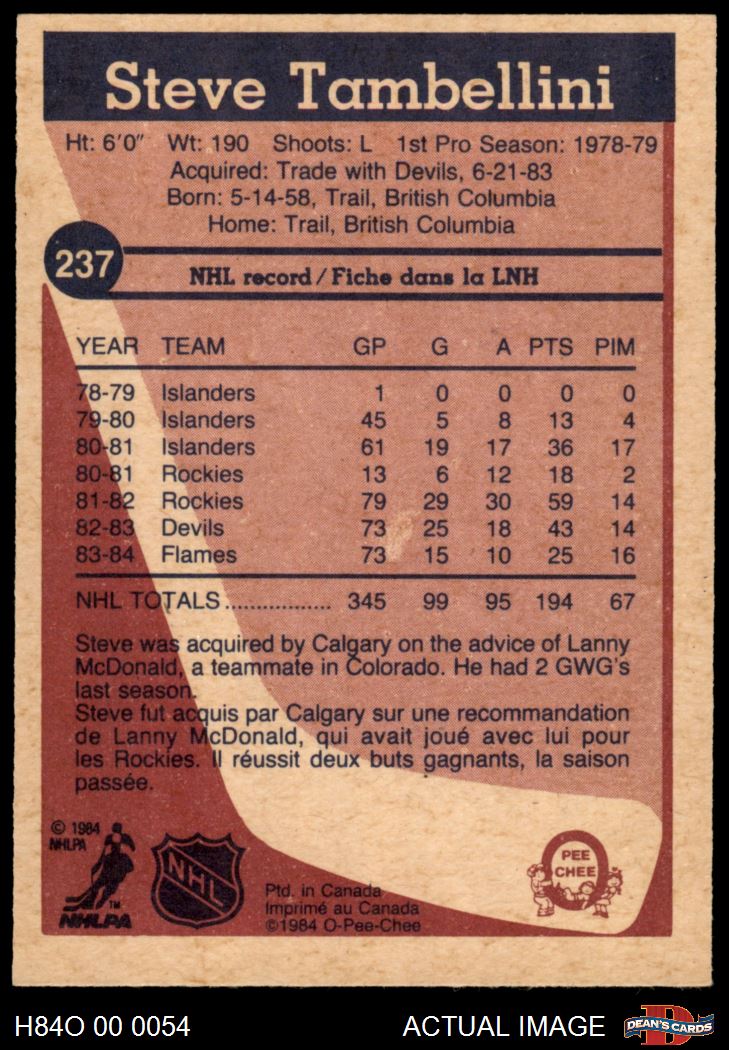 Steve Tambellini
Ht: 6'0" Wt: 190 Shoots: L 1st Pro Season: 1978-79
Acquired: Trade with Devils, 6-21-83
Born: 5-14-58, Trail, British Columbia
Home: Trail, British Columbia
237
NHL record / Fiche dans la LNH
YEAR TEAM GP G A PTS PIM
78-79 Islanders 1 0 0 0 0
79-80 Islanders 45 5 8 13 4
80-81 Islanders 61 19 17 36 17
80-81 Rockies 13 6 12 18 2
81-82 Rockies 79 29 30 59 14
82-83 Devils 73 25 18 43 14
83-84 Flames 73 15 10 25 16
NHL TOTALS ................. 345 99 95 194 67
Steve was acquired by Calgary on the advice of Lanny
McDonald, a teammate in Colorado. He had 2 GWG's
last season.
Steve fut acquis par Calgary sur une recommandation
de Lanny McDonald, qui avait joué avec lui pour
les Rockies. Il réussit deux buts gagnants, la saison
passée.
© 1984
NHLPA
TM
NHLPA
NHL
Ptd. in Canada
Imprimé au Canada
©1984 O-Pee-Chee
PEE
CHEE
H84O 00 0054 ACTUAL IMAGE
DEAN'S CARDS